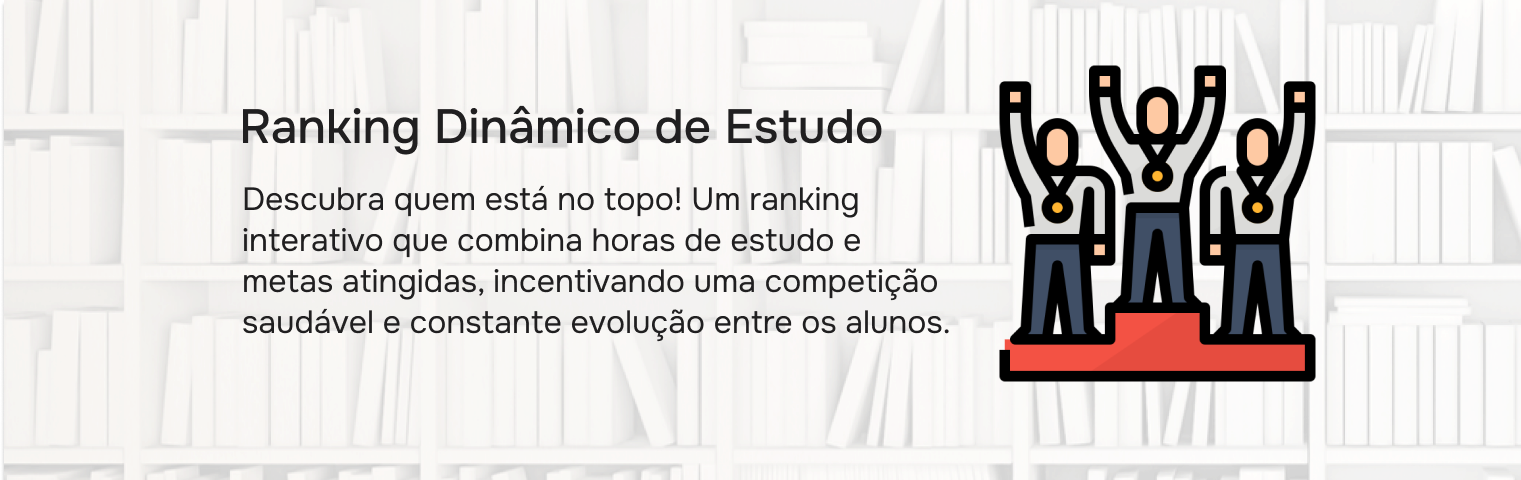 Ranking Dinâmico de Estudo
Descubra quem está no topo! Um ranking
interativo que combina horas de estudo e
metas atingidas, incentivando uma competição
saudável e constante evolução entre os alunos.